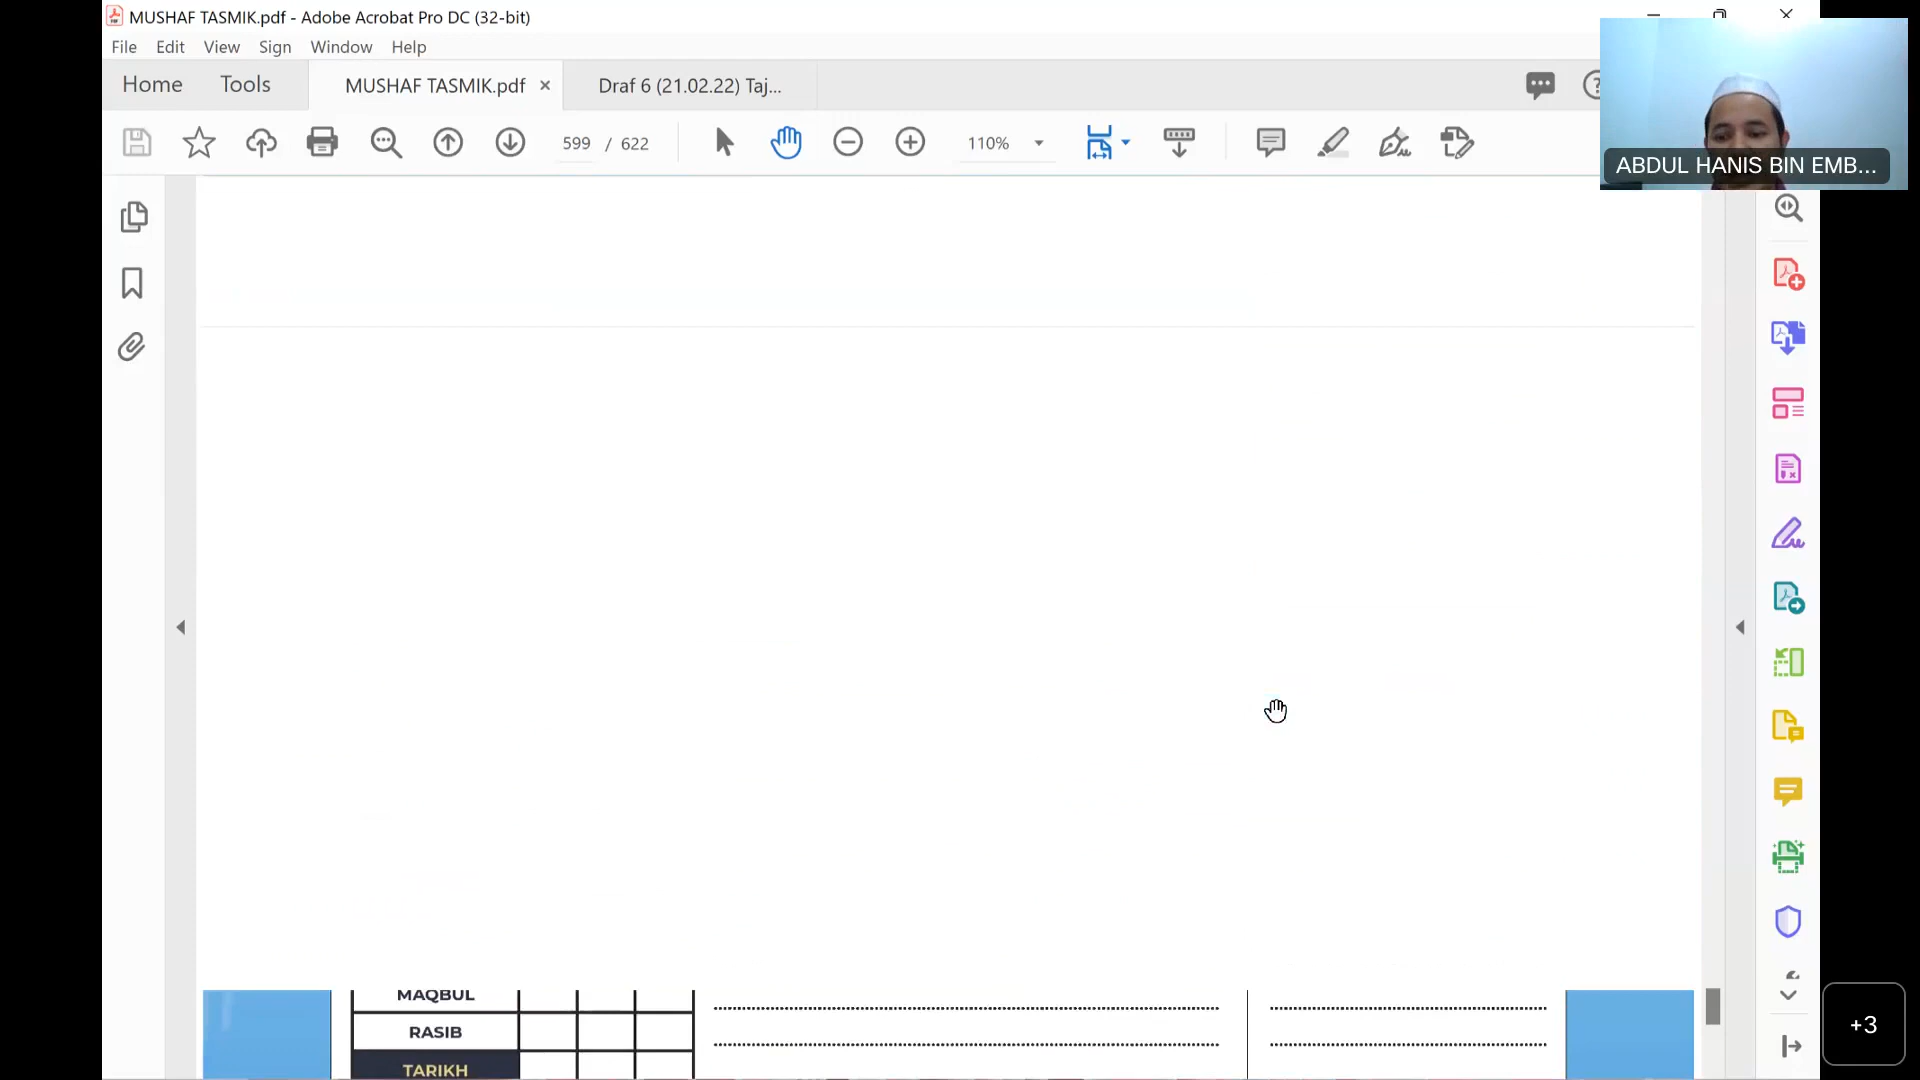 MUSHAF TASMIK.pdf - Adobe Acrobat Pro DC (32-bit)
File Edit View Sign Window Help
Home Tools MUSHAF TASMIK.pdf × Draf 6 (21.02.22) Taj...
599 / 622 110%
ABDUL HANIS BIN EMB...
MAQBUL
RASIB
TARIKH
+3